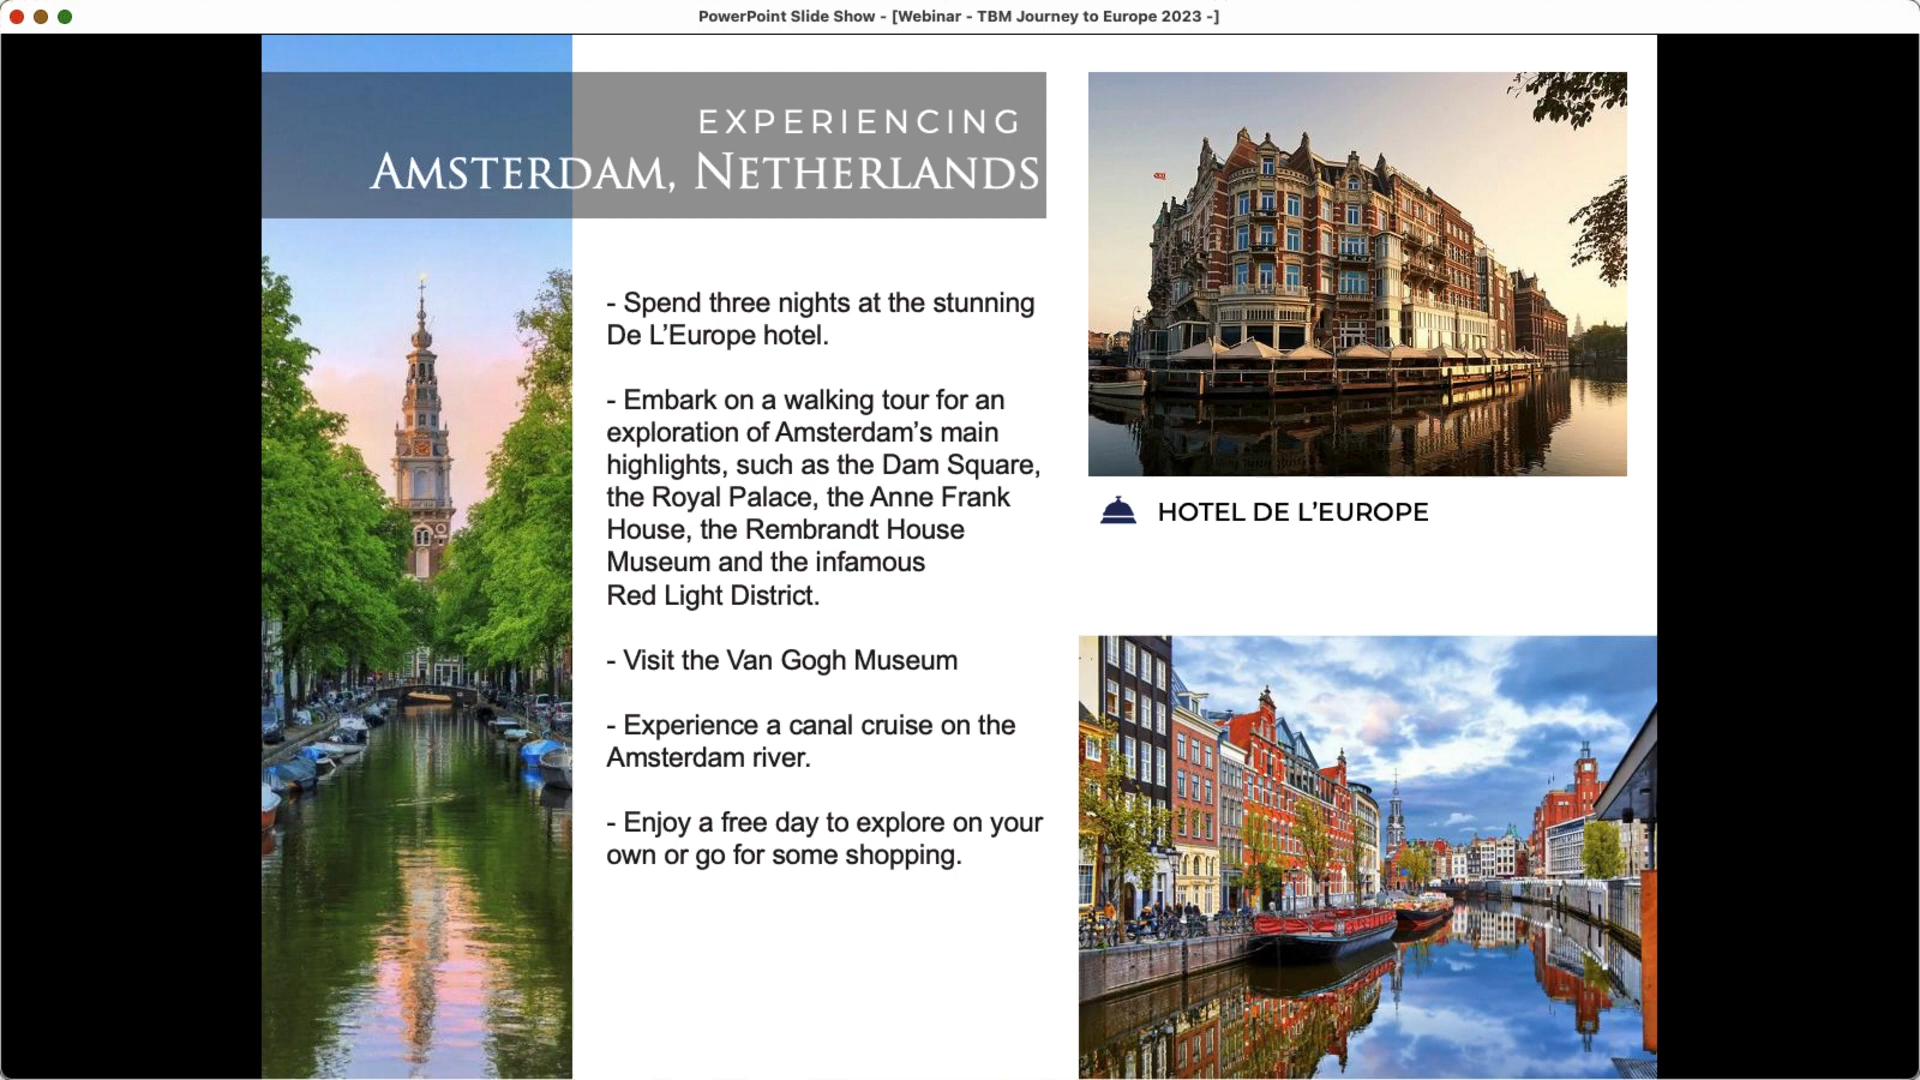 PowerPoint Slide Show - [Webinar - TBM Journey to Europe 2023 -]
EXPERIENCING
AMSTERDAM, NETHERLANDS
- Spend three nights at the stunning
De L’Europe hotel.
- Embark on a walking tour for an
exploration of Amsterdam’s main
highlights, such as the Dam Square,
the Royal Palace, the Anne Frank
House, the Rembrandt House
Museum and the infamous
Red Light District.
- Visit the Van Gogh Museum
- Experience a canal cruise on the
Amsterdam river.
- Enjoy a free day to explore on your
own or go for some shopping.
HOTEL DE L’EUROPE